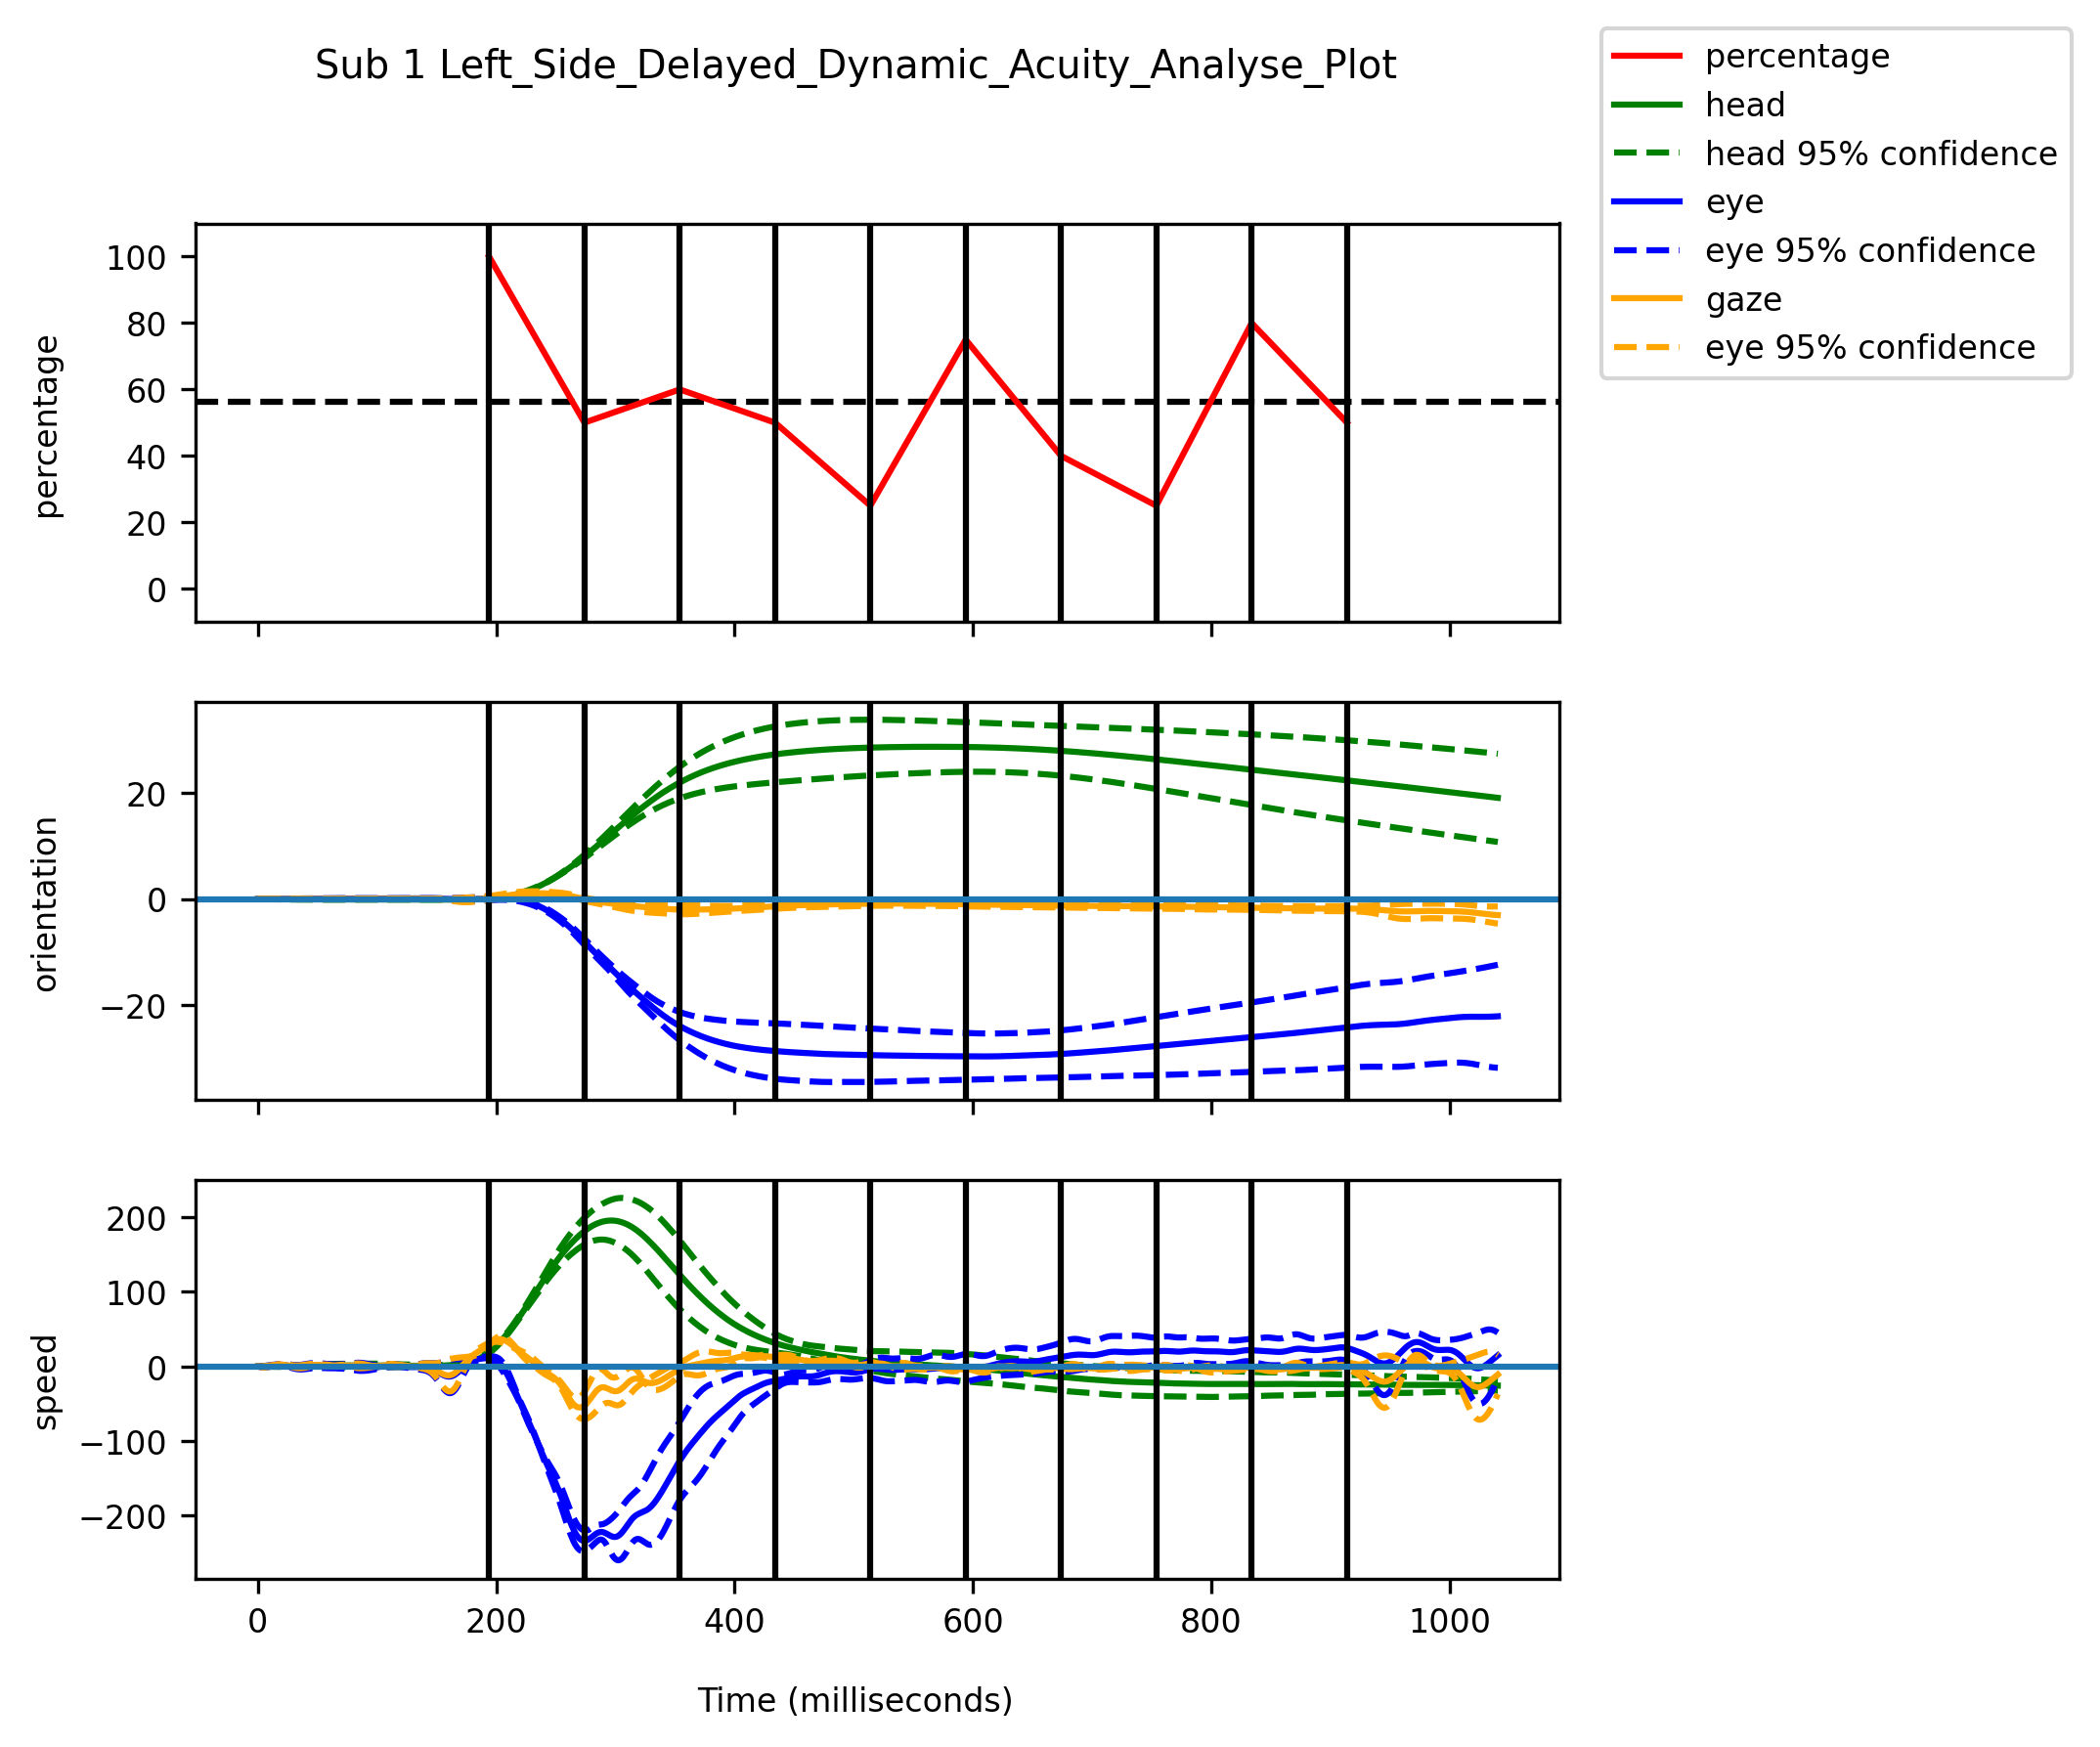 Sub 1 Left_Side_Delayed_Dynamic_Acuity_Analyse_Plot
percentage
head
head 95% confidence
eye
eye 95% confidence
gaze
eye 95% confidence
100
80
60
40
20
0
percentage
20
0
−20
orientation
200
100
0
−100
−200
speed
0 200 400 600 800 1000
Time (milliseconds)